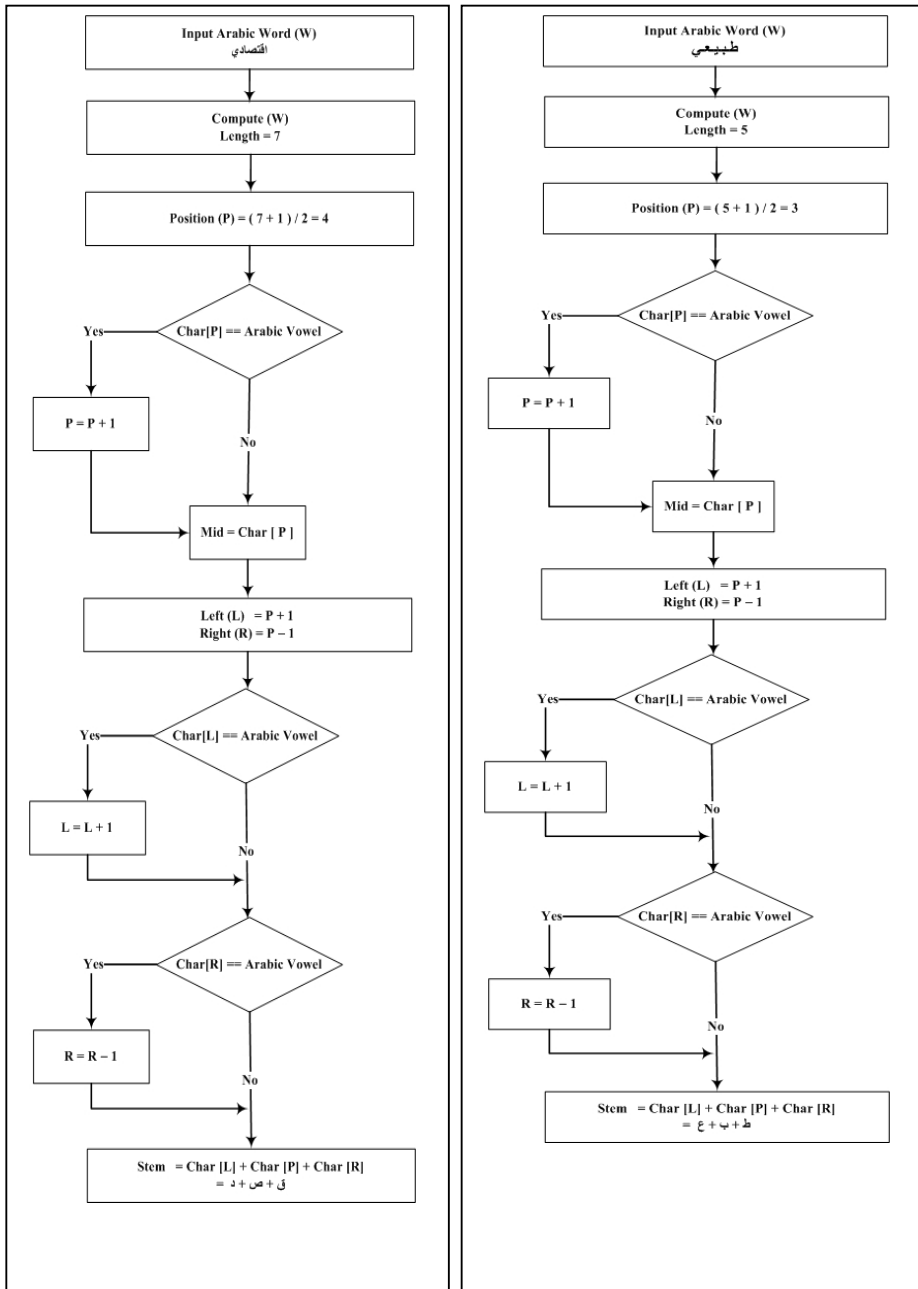 Input Arabic Word (W)
اقتصادي
Compute (W)
Length = 7
Position (P) = ( 7 + 1 ) / 2 = 4
Char[P] == Arabic Vowel
Yes
P = P + 1
No
Mid = Char [ P ]
Left (L) = P + 1
Right (R) = P – 1
Char[L] == Arabic Vowel
Yes
L = L + 1
No
Char[R] == Arabic Vowel
Yes
R = R – 1
No
Stem = Char [L] + Char [P] + Char [R]
= ق + ص + د
Input Arabic Word (W)
طبيعي
Compute (W)
Length = 5
Position (P) = ( 5 + 1 ) / 2 = 3
Char[P] == Arabic Vowel
Yes
P = P + 1
No
Mid = Char [ P ]
Left (L) = P + 1
Right (R) = P – 1
Char[L] == Arabic Vowel
Yes
L = L + 1
No
Char[R] == Arabic Vowel
Yes
R = R – 1
No
Stem = Char [L] + Char [P] + Char [R]
= ط + ب + ع